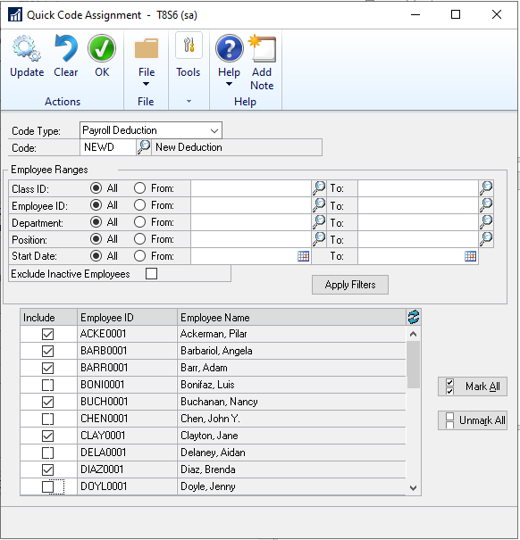 Quick Code Assignment - T8S6 (sa)
Update Clear OK File Tools Help Add Note
Actions File Help
Code Type: Payroll Deduction
Code: NEWD New Deduction
Employee Ranges
Class ID: All From: To:
Employee ID: All From: To:
Department: All From: To:
Position: All From: To:
Start Date: All From: To:
Exclude Inactive Employees
Apply Filters
Include Employee ID Employee Name
ACKE0001 Ackerman, Pilar
BARB0001 Barbariol, Angela
BARR0001 Barr, Adam
BONI0001 Bonifaz, Luis
BUCH0001 Buchanan, Nancy
CHEN0001 Chen, John Y.
CLAY0001 Clayton, Jane
DELA0001 Delaney, Aidan
DIAZ0001 Diaz, Brenda
DOYL0001 Doyle, Jenny
Mark All
Unmark All